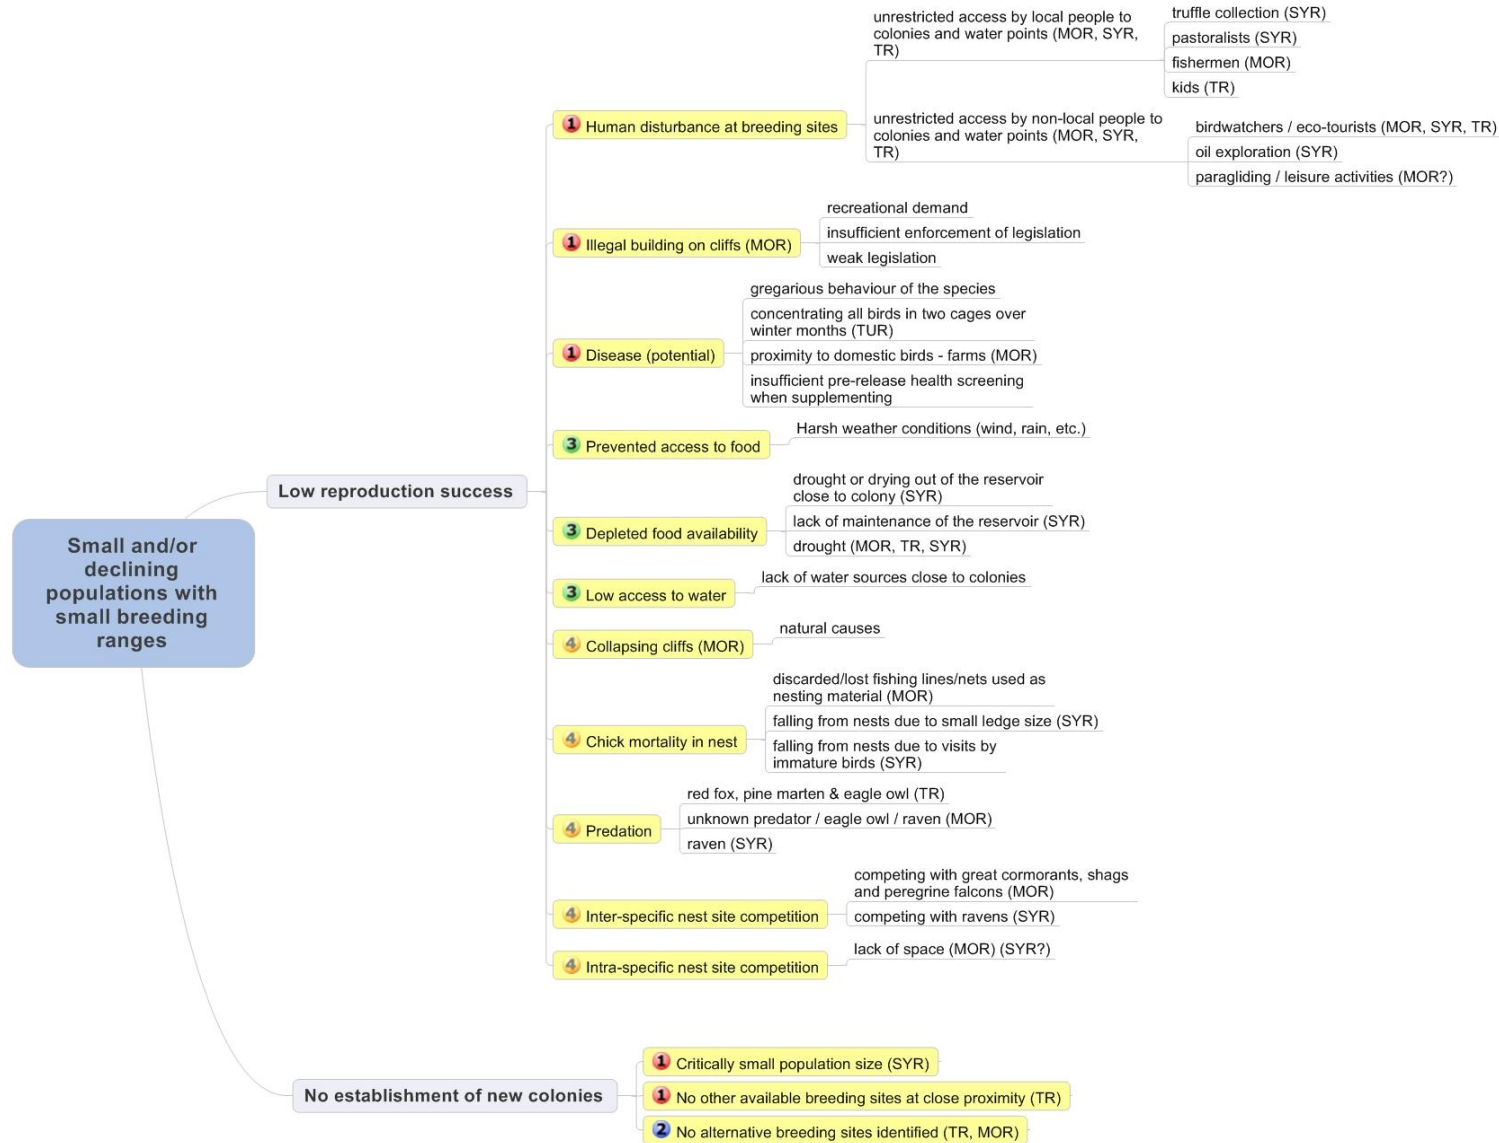 Small and/or
declining
populations with
small breeding
ranges
Low reproduction success
1 Human disturbance at breeding sites
unrestricted access by local people to
colonies and water points (MOR, SYR,
TR)
truffle collection (SYR)
pastoralists (SYR)
fishermen (MOR)
kids (TR)
unrestricted access by non-local people to
colonies and water points (MOR, SYR,
TR)
birdwatchers / eco-tourists (MOR, SYR, TR)
oil exploration (SYR)
paragliding / leisure activities (MOR?)
1 Illegal building on cliffs (MOR)
recreational demand
insufficient enforcement of legislation
weak legislation
1 Disease (potential)
gregarious behaviour of the species
concentrating all birds in two cages over
winter months (TUR)
proximity to domestic birds - farms (MOR)
insufficient pre-release health screening
when supplementing
3 Prevented access to food
Harsh weather conditions (wind, rain, etc.)
3 Depleted food availability
drought or drying out of the reservoir
close to colony (SYR)
lack of maintenance of the reservoir (SYR)
drought (MOR, TR, SYR)
3 Low access to water
lack of water sources close to colonies
4 Collapsing cliffs (MOR)
natural causes
4 Chick mortality in nest
discarded/lost fishing lines/nets used as
nesting material (MOR)
falling from nests due to small ledge size (SYR)
falling from nests due to visits by
immature birds (SYR)
4 Predation
red fox, pine marten & eagle owl (TR)
unknown predator / eagle owl / raven (MOR)
raven (SYR)
4 Inter-specific nest site competition
competing with great cormorants, shags
and peregrine falcons (MOR)
competing with ravens (SYR)
4 Intra-specific nest site competition
lack of space (MOR) (SYR?)
No establishment of new colonies
1 Critically small population size (SYR)
1 No other available breeding sites at close proximity (TR)
2 No alternative breeding sites identified (TR, MOR)